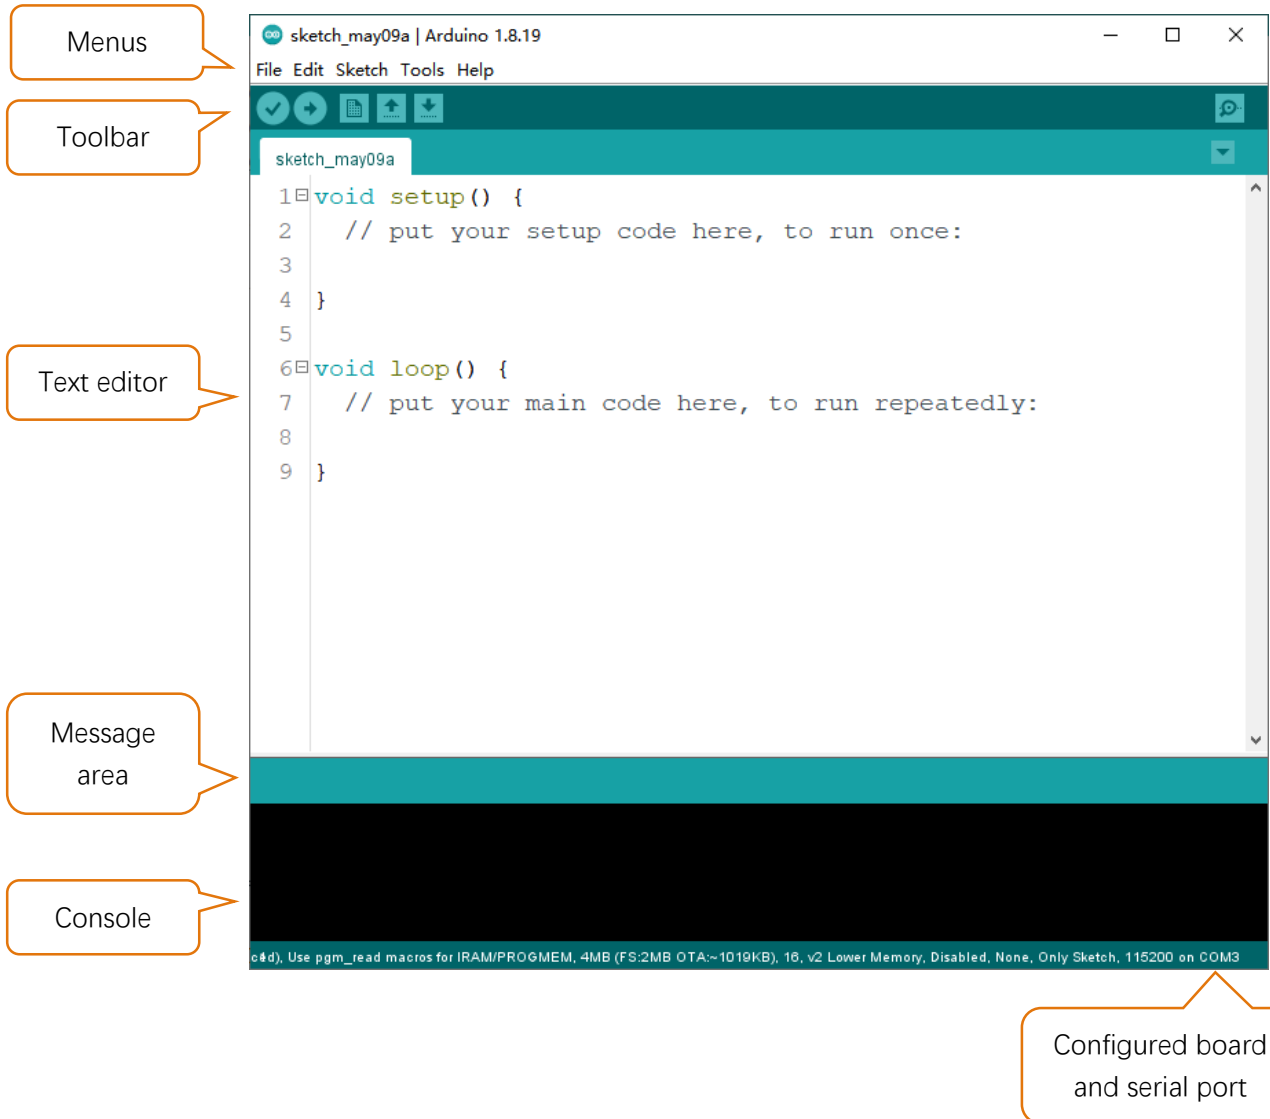 Menus
sketch_may09a | Arduino 1.8.19
File Edit Sketch Tools Help
Toolbar
sketch_may09a
1 void setup() {
2 // put your setup code here, to run once:
3
4 }
5
6 void loop() {
Text editor
7 // put your main code here, to run repeatedly:
8
9 }
Message
area
Console
Use pgm_read macros for IRAM/PROGMEM, 4MB (FS:2MB OTA:~1019KB), 16, v2 Lower Memory, Disabled, None, Only Sketch, 115200 on COM3
Configured board
and serial port